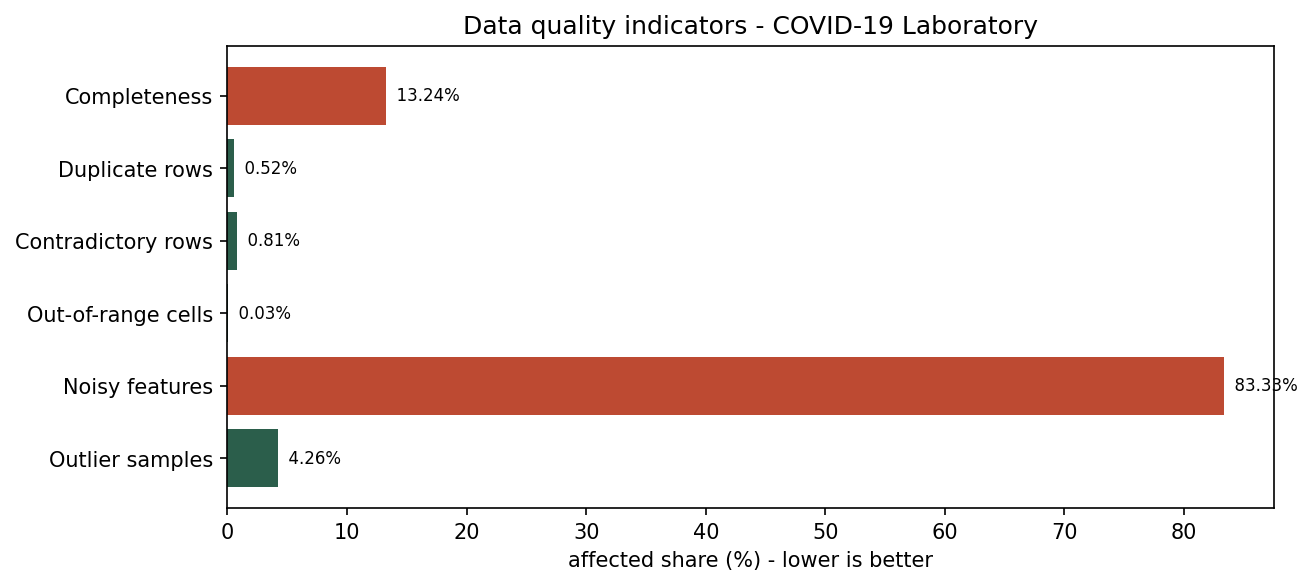 Data quality indicators - COVID-19 Laboratory
Completeness 13.24%
Duplicate rows 0.52%
Contradictory rows 0.81%
Out-of-range cells 0.03%
Noisy features 83.33%
Outlier samples 4.26%
0 10 20 30 40 50 60 70 80
affected share (%) - lower is better